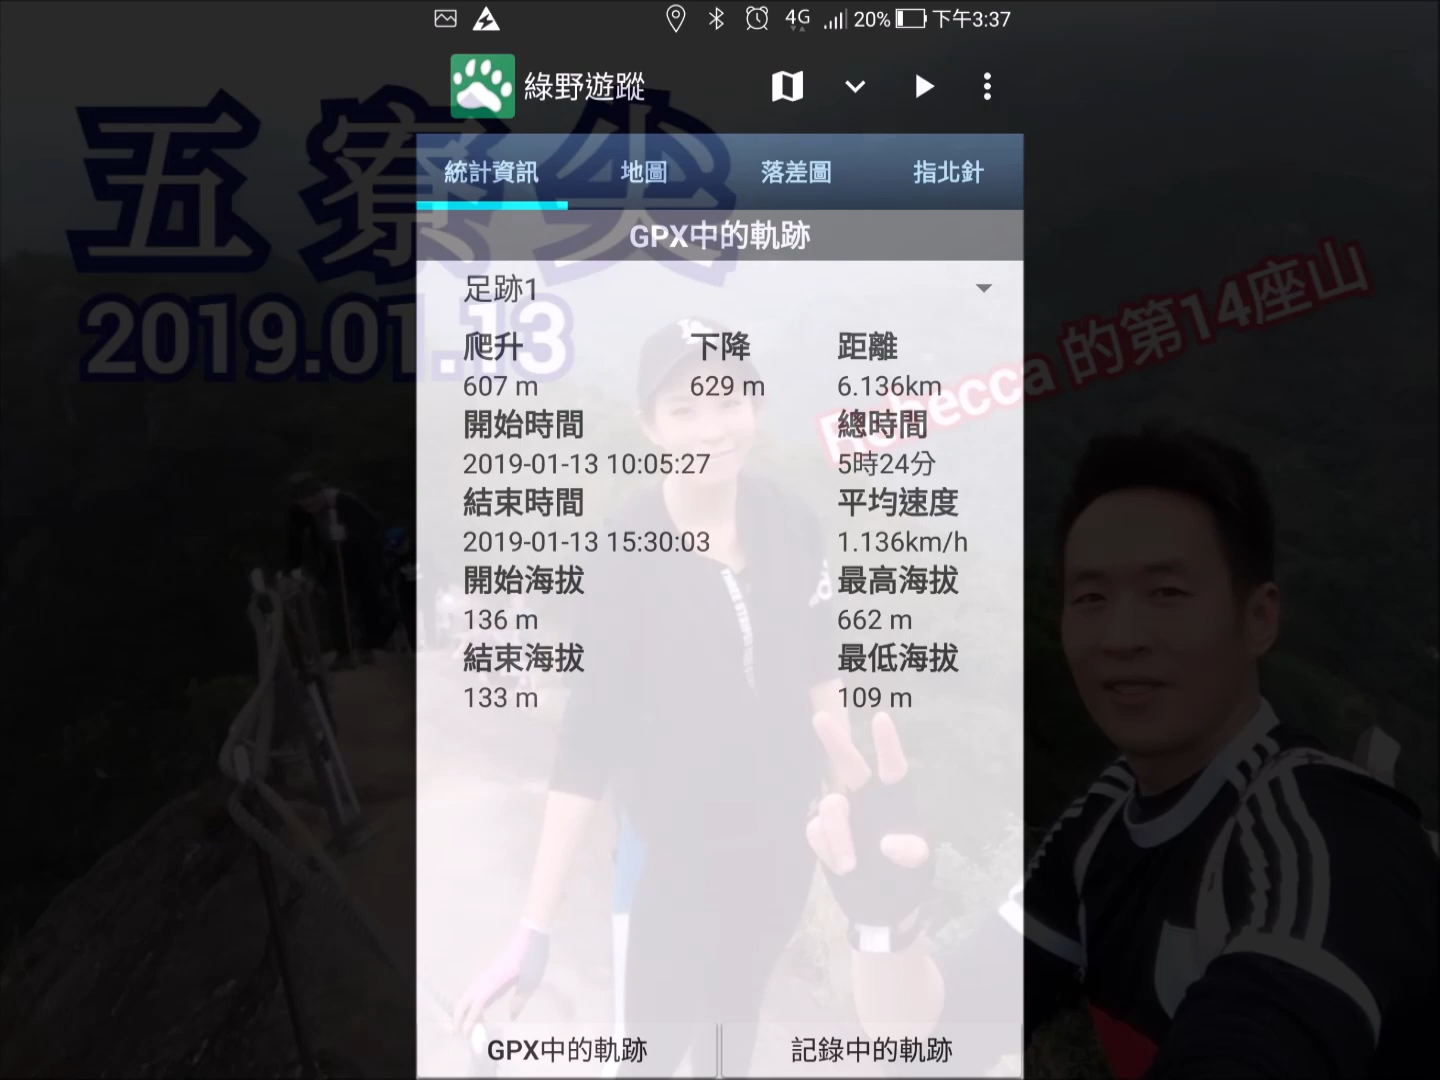 20% 下午3:37
4G
綠野遊蹤
統計資訊 地圖 落差圖 指北針
五寮尖
2019.01.13
Rebecca 的第14座山
GPX中的軌跡
足跡1
爬升 下降 距離
607 m 629 m 6.136km
開始時間 總時間
2019-01-13 10:05:27 5時24分
結束時間 平均速度
2019-01-13 15:30:03 1.136km/h
開始海拔 最高海拔
136 m 662 m
結束海拔 最低海拔
133 m 109 m
GPX中的軌跡 記錄中的軌跡